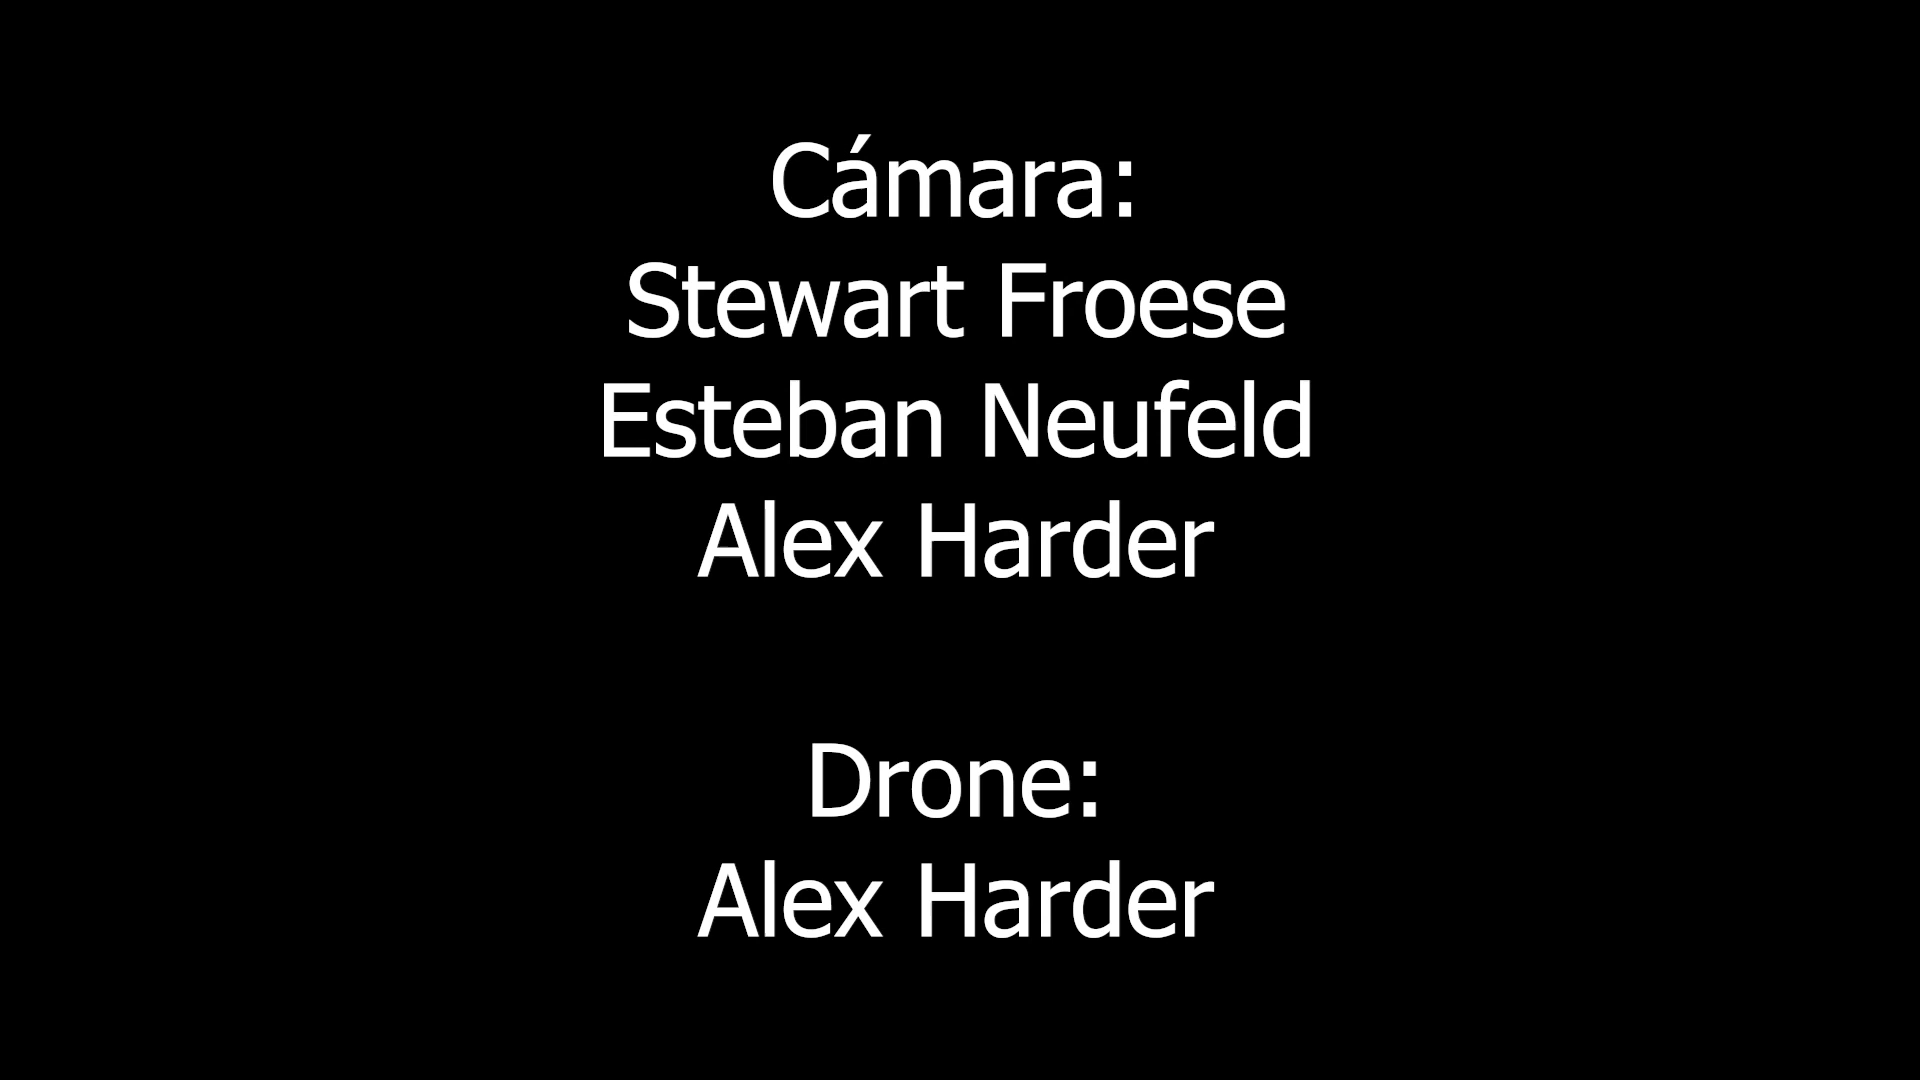 Cámara:
Stewart Froese
Esteban Neufeld
Alex Harder
Drone:
Alex Harder